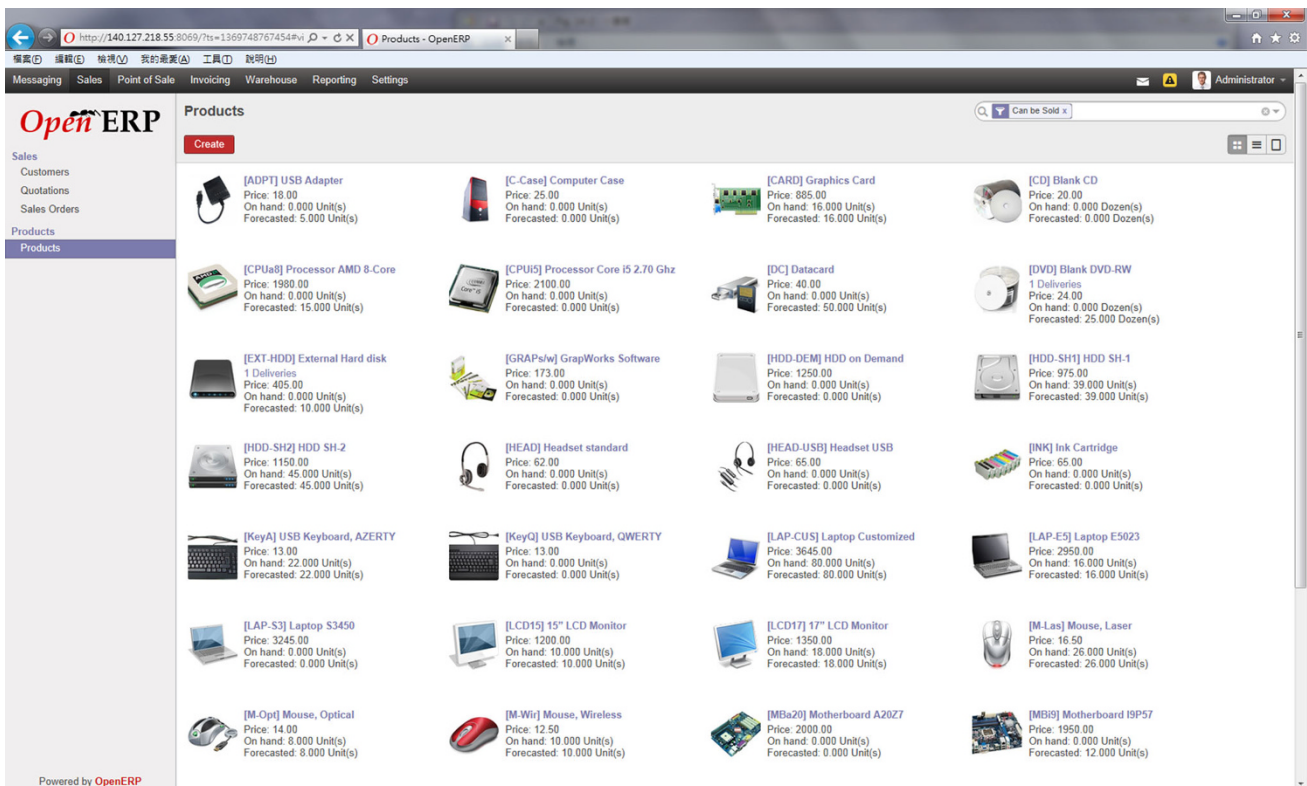 http://140.127.218.55:8069/?ts=1369748767454#vi
Products - OpenERP
檔案(F) 編輯(E) 檢視(V) 我的最愛(A) 工具(T) 說明(H)
Messaging Sales Point of Sale Invoicing Warehouse Reporting Settings
Administrator
OpenERP
Sales
Customers
Quotations
Sales Orders
Products
Products
Powered by OpenERP
Products
Can be Sold x
Create
[ADPT] USB Adapter
Price: 18.00
On hand: 0.000 Unit(s)
Forecasted: 5.000 Unit(s)
[C-Case] Computer Case
Price: 25.00
On hand: 0.000 Unit(s)
Forecasted: 0.000 Unit(s)
[CARD] Graphics Card
Price: 885.00
On hand: 16.000 Unit(s)
Forecasted: 16.000 Unit(s)
[CD] Blank CD
Price: 20.00
On hand: 0.000 Dozen(s)
Forecasted: 0.000 Dozen(s)
[CPUa8] Processor AMD 8-Core
Price: 1980.00
On hand: 0.000 Unit(s)
Forecasted: 15.000 Unit(s)
[CPUi5] Processor Core i5 2.70 Ghz
Price: 2100.00
On hand: 0.000 Unit(s)
Forecasted: 0.000 Unit(s)
[DC] Datacard
Price: 40.00
On hand: 0.000 Unit(s)
Forecasted: 50.000 Unit(s)
[DVD] Blank DVD-RW
1 Deliveries
Price: 24.00
On hand: 0.000 Dozen(s)
Forecasted: 25.000 Dozen(s)
[EXT-HDD] External Hard disk
1 Deliveries
Price: 405.00
On hand: 0.000 Unit(s)
Forecasted: 10.000 Unit(s)
[GRAPs/w] GrapWorks Software
Price: 173.00
On hand: 0.000 Unit(s)
Forecasted: 0.000 Unit(s)
[HDD-DEM] HDD on Demand
Price: 1250.00
On hand: 0.000 Unit(s)
Forecasted: 0.000 Unit(s)
[HDD-SH1] HDD SH-1
Price: 975.00
On hand: 39.000 Unit(s)
Forecasted: 39.000 Unit(s)
[HDD-SH2] HDD SH-2
Price: 1150.00
On hand: 45.000 Unit(s)
Forecasted: 45.000 Unit(s)
[HEAD] Headset standard
Price: 62.00
On hand: 0.000 Unit(s)
Forecasted: 0.000 Unit(s)
[HEAD-USB] Headset USB
Price: 65.00
On hand: 0.000 Unit(s)
Forecasted: 0.000 Unit(s)
[INK] Ink Cartridge
Price: 65.00
On hand: 0.000 Unit(s)
Forecasted: 0.000 Unit(s)
[KeyA] USB Keyboard, AZERTY
Price: 13.00
On hand: 22.000 Unit(s)
Forecasted: 22.000 Unit(s)
[KeyQ] USB Keyboard, QWERTY
Price: 13.00
On hand: 0.000 Unit(s)
Forecasted: 0.000 Unit(s)
[LAP-CUS] Laptop Customized
Price: 3645.00
On hand: 80.000 Unit(s)
Forecasted: 80.000 Unit(s)
[LAP-E5] Laptop E5023
Price: 2950.00
On hand: 16.000 Unit(s)
Forecasted: 16.000 Unit(s)
[LAP-S3] Laptop S3450
Price: 3245.00
On hand: 0.000 Unit(s)
Forecasted: 0.000 Unit(s)
[LCD15] 15" LCD Monitor
Price: 1200.00
On hand: 10.000 Unit(s)
Forecasted: 10.000 Unit(s)
[LCD17] 17" LCD Monitor
Price: 1350.00
On hand: 18.000 Unit(s)
Forecasted: 18.000 Unit(s)
[M-Las] Mouse, Laser
Price: 16.50
On hand: 26.000 Unit(s)
Forecasted: 26.000 Unit(s)
[M-Opt] Mouse, Optical
Price: 14.00
On hand: 8.000 Unit(s)
Forecasted: 8.000 Unit(s)
[M-Wir] Mouse, Wireless
Price: 12.50
On hand: 10.000 Unit(s)
Forecasted: 10.000 Unit(s)
[MBa20] Motherboard A20Z7
Price: 2000.00
On hand: 0.000 Unit(s)
Forecasted: 0.000 Unit(s)
[MBi9] Motherboard I9P57
Price: 1950.00
On hand: 0.000 Unit(s)
Forecasted: 12.000 Unit(s)